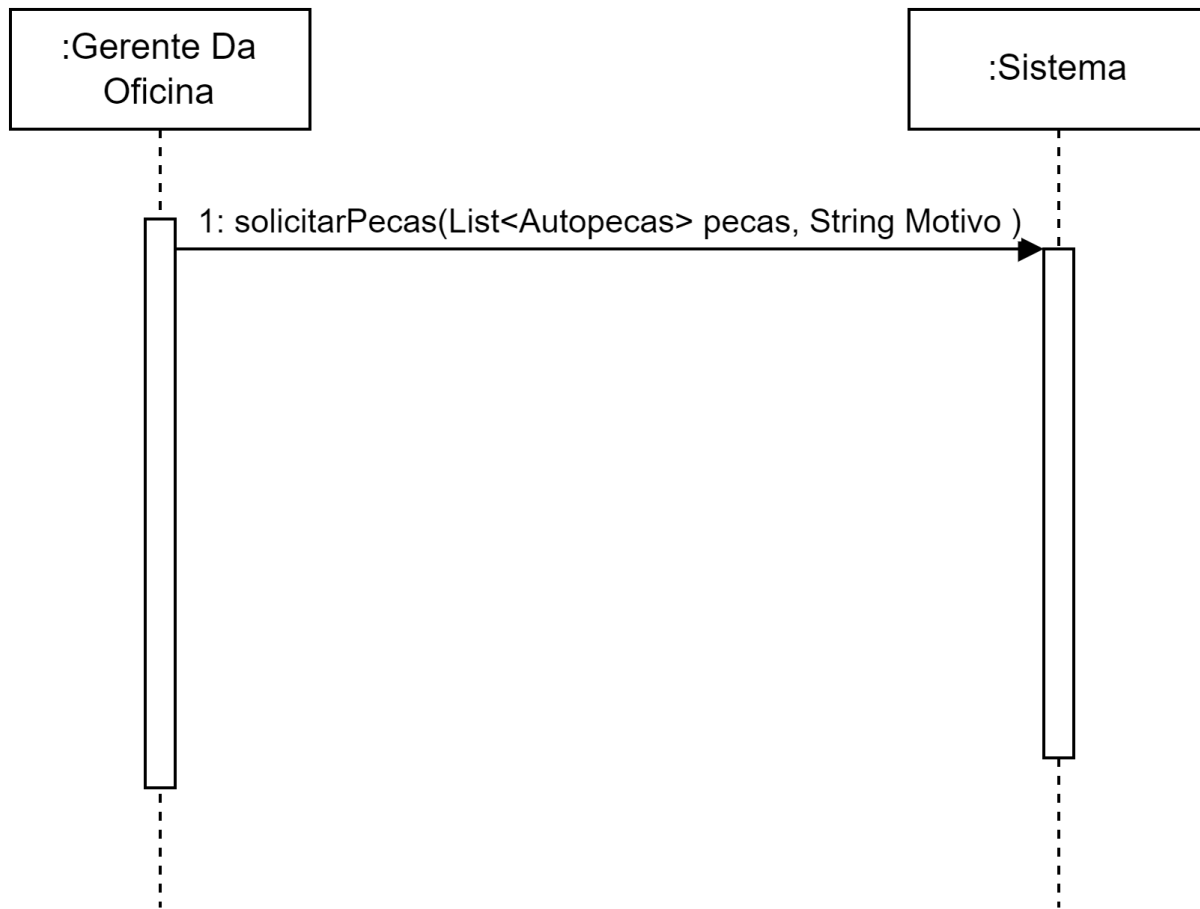 :Gerente Da
Oficina
:Sistema
1: solicitarPecas(List<Autopecas> pecas, String Motivo )